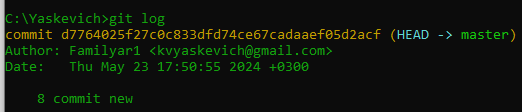 C:\Yaskevich>git log
commit d7764025f27c0c833dfd74ce67cadaaef05d2acf (HEAD -> master)
Author: Familyar1 <kvyaskevich@gmail.com>
Date:   Thu May 23 17:50:55 2024 +0300
    8 commit new